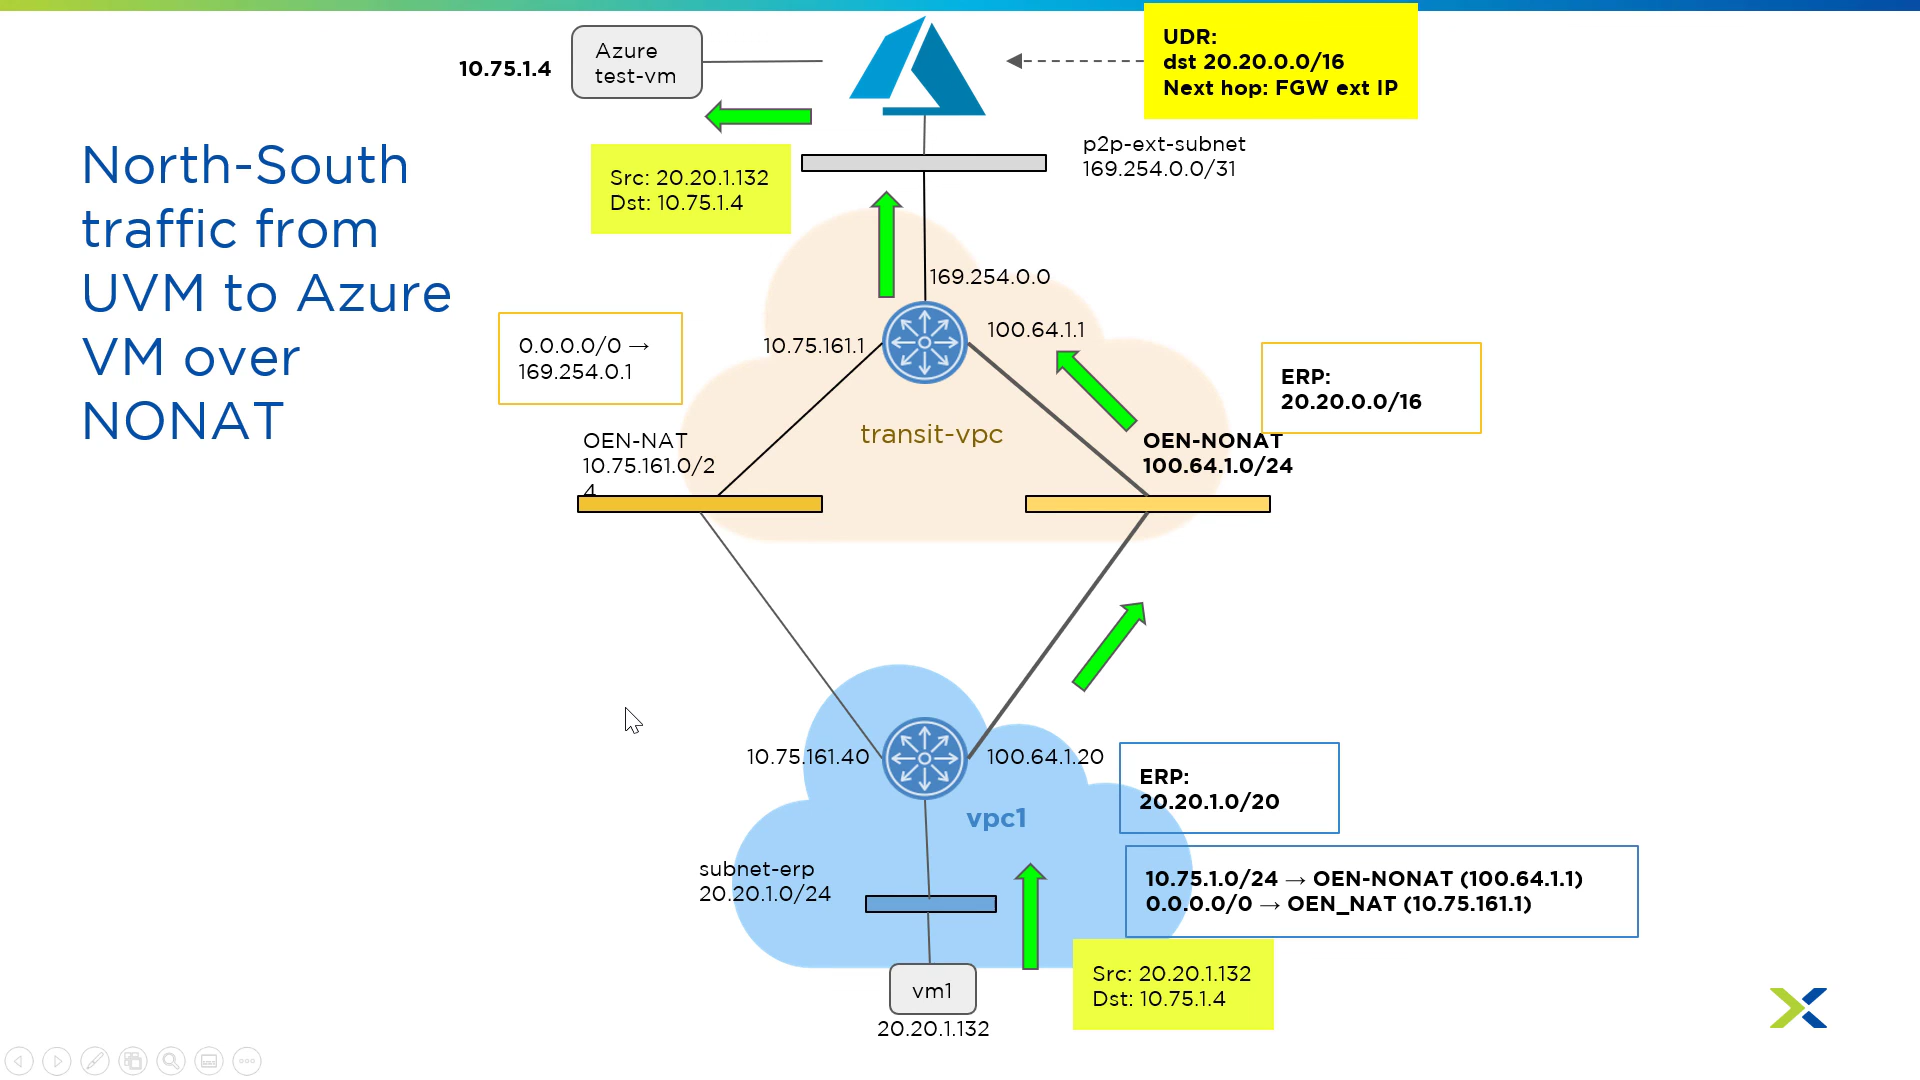 North-South
traffic from
UVM to Azure
VM over
NONAT
10.75.1.4
Azure
test-vm
UDR:
dst 20.20.0.0/16
Next hop: FGW ext IP
p2p-ext-subnet
169.254.0.0/31
Src: 20.20.1.132
Dst: 10.75.1.4
169.254.0.0
10.75.161.1
100.64.1.1
0.0.0.0/0 →
169.254.0.1
ERP:
20.20.0.0/16
transit-vpc
OEN-NAT
10.75.161.0/2
4
OEN-NONAT
100.64.1.0/24
10.75.161.40
100.64.1.20
ERP:
20.20.1.0/20
vpc1
subnet-erp
20.20.1.0/24
10.75.1.0/24 → OEN-NONAT (100.64.1.1)
0.0.0.0/0 → OEN_NAT (10.75.161.1)
vm1
20.20.1.132
Src: 20.20.1.132
Dst: 10.75.1.4